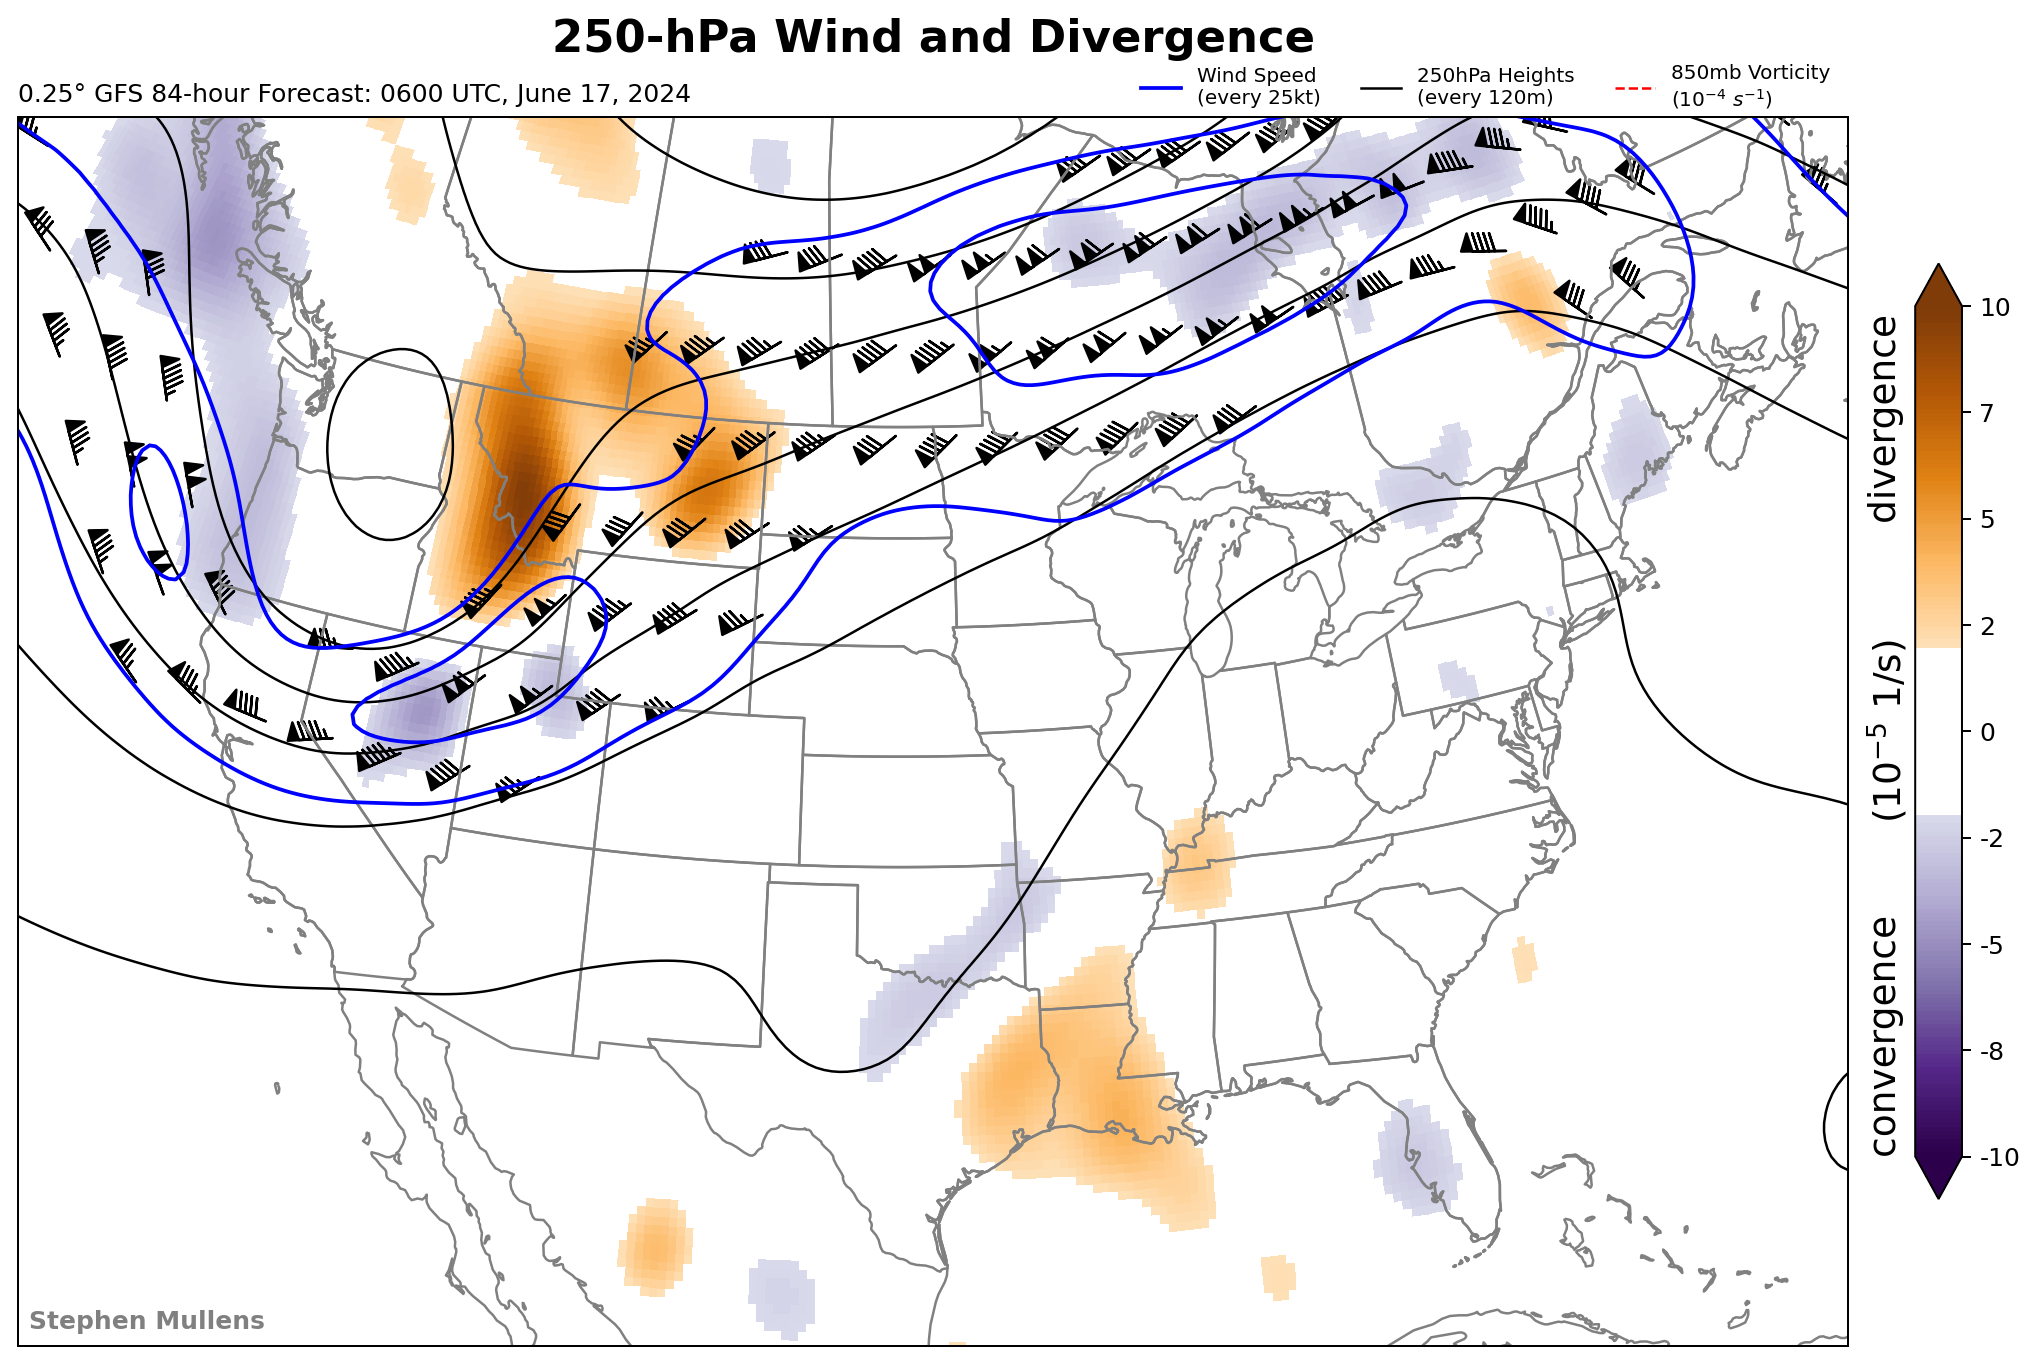 250-hPa Wind and Divergence
0.25° GFS 84-hour Forecast: 0600 UTC, June 17, 2024
Wind Speed
(every 25kt)
250hPa Heights
(every 120m)
850mb Vorticity
(10⁻⁴ s⁻¹)
10
7
5
2
0
-2
-5
-8
-10
divergence
(10⁻⁵ 1/s)
convergence
Stephen Mullens